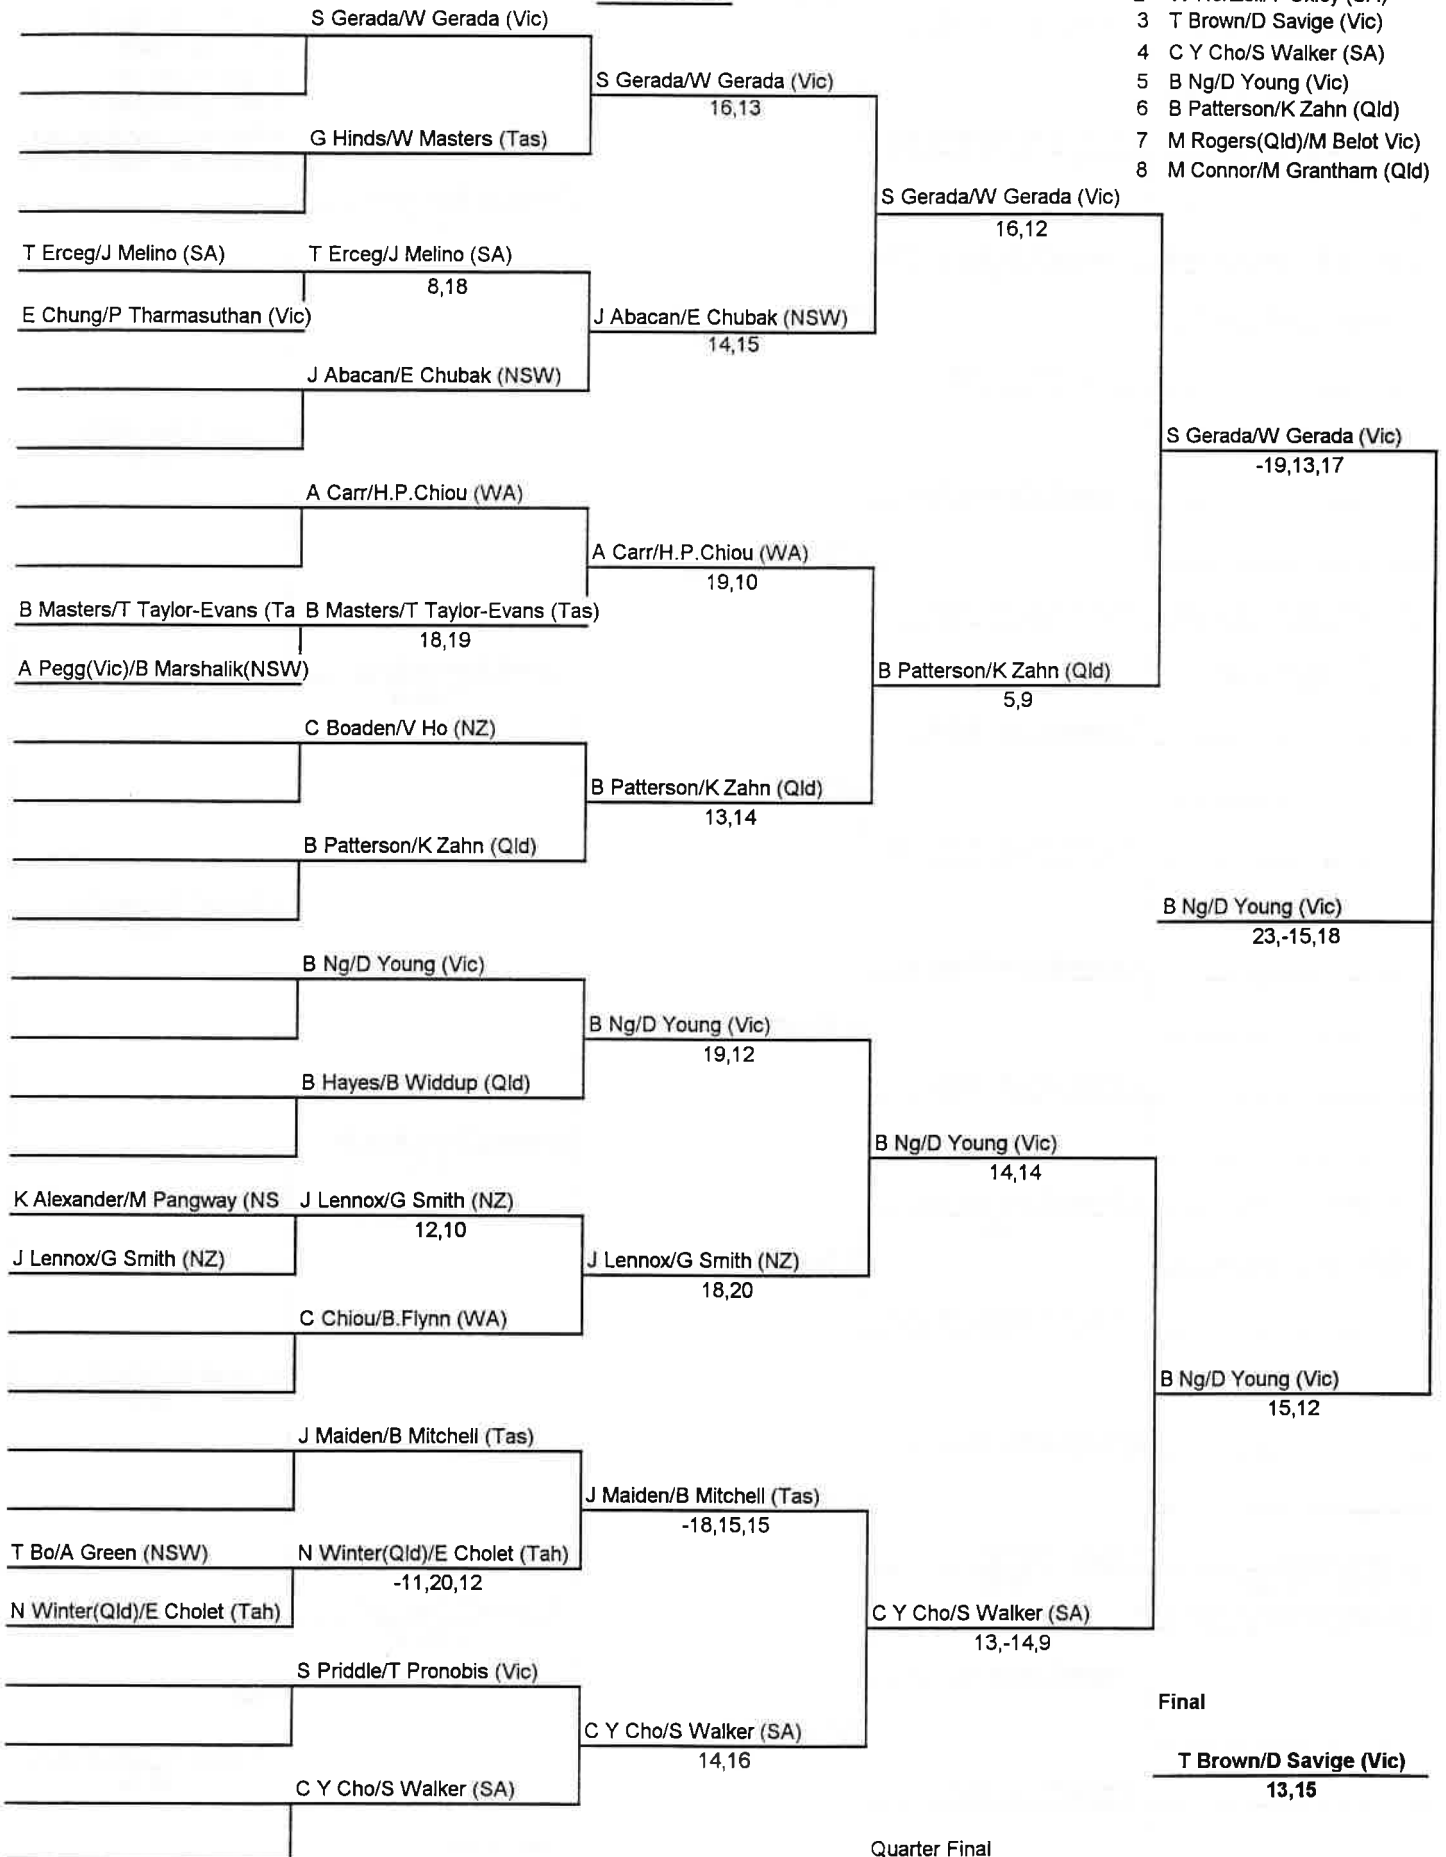 3 T Brown/D Savige (Vic)
4 C Y Cho/S Walker (SA)
5 B Ng/D Young (Vic)
6 B Patterson/K Zahn (Qld)
7 M Rogers(Qld)/M Belot Vic)
8 M Connor/M Grantham (Qld)
S Gerada/W Gerada (Vic)
S Gerada/W Gerada (Vic)
16,13
G Hinds/W Masters (Tas)
S Gerada/W Gerada (Vic)
16,12
T Erceg/J Melino (SA) T Erceg/J Melino (SA)
8,18
E Chung/P Tharmasuthan (Vic)
J Abacan/E Chubak (NSW)
14,15
J Abacan/E Chubak (NSW)
S Gerada/W Gerada (Vic)
-19,13,17
A Carr/H.P.Chiou (WA)
A Carr/H.P.Chiou (WA)
19,10
B Masters/T Taylor-Evans (Ta B Masters/T Taylor-Evans (Tas)
18,19
A Pegg(Vic)/B Marshalik(NSW)
B Patterson/K Zahn (Qld)
5,9
C Boaden/V Ho (NZ)
B Patterson/K Zahn (Qld)
13,14
B Patterson/K Zahn (Qld)
B Ng/D Young (Vic)
23,-15,18
B Ng/D Young (Vic)
B Ng/D Young (Vic)
19,12
B Hayes/B Widdup (Qld)
B Ng/D Young (Vic)
14,14
K Alexander/M Pangway (NS J Lennox/G Smith (NZ)
12,10
J Lennox/G Smith (NZ)
J Lennox/G Smith (NZ)
18,20
C Chiou/B.Flynn (WA)
B Ng/D Young (Vic)
15,12
J Maiden/B Mitchell (Tas)
J Maiden/B Mitchell (Tas)
-18,15,15
T Bo/A Green (NSW) N Winter(Qld)/E Cholet (Tah)
-11,20,12
N Winter(Qld)/E Cholet (Tah)
C Y Cho/S Walker (SA)
13,-14,9
S Priddle/T Pronobis (Vic)
Final
C Y Cho/S Walker (SA)
14,16
T Brown/D Savige (Vic)
13,15
C Y Cho/S Walker (SA)
Quarter Final